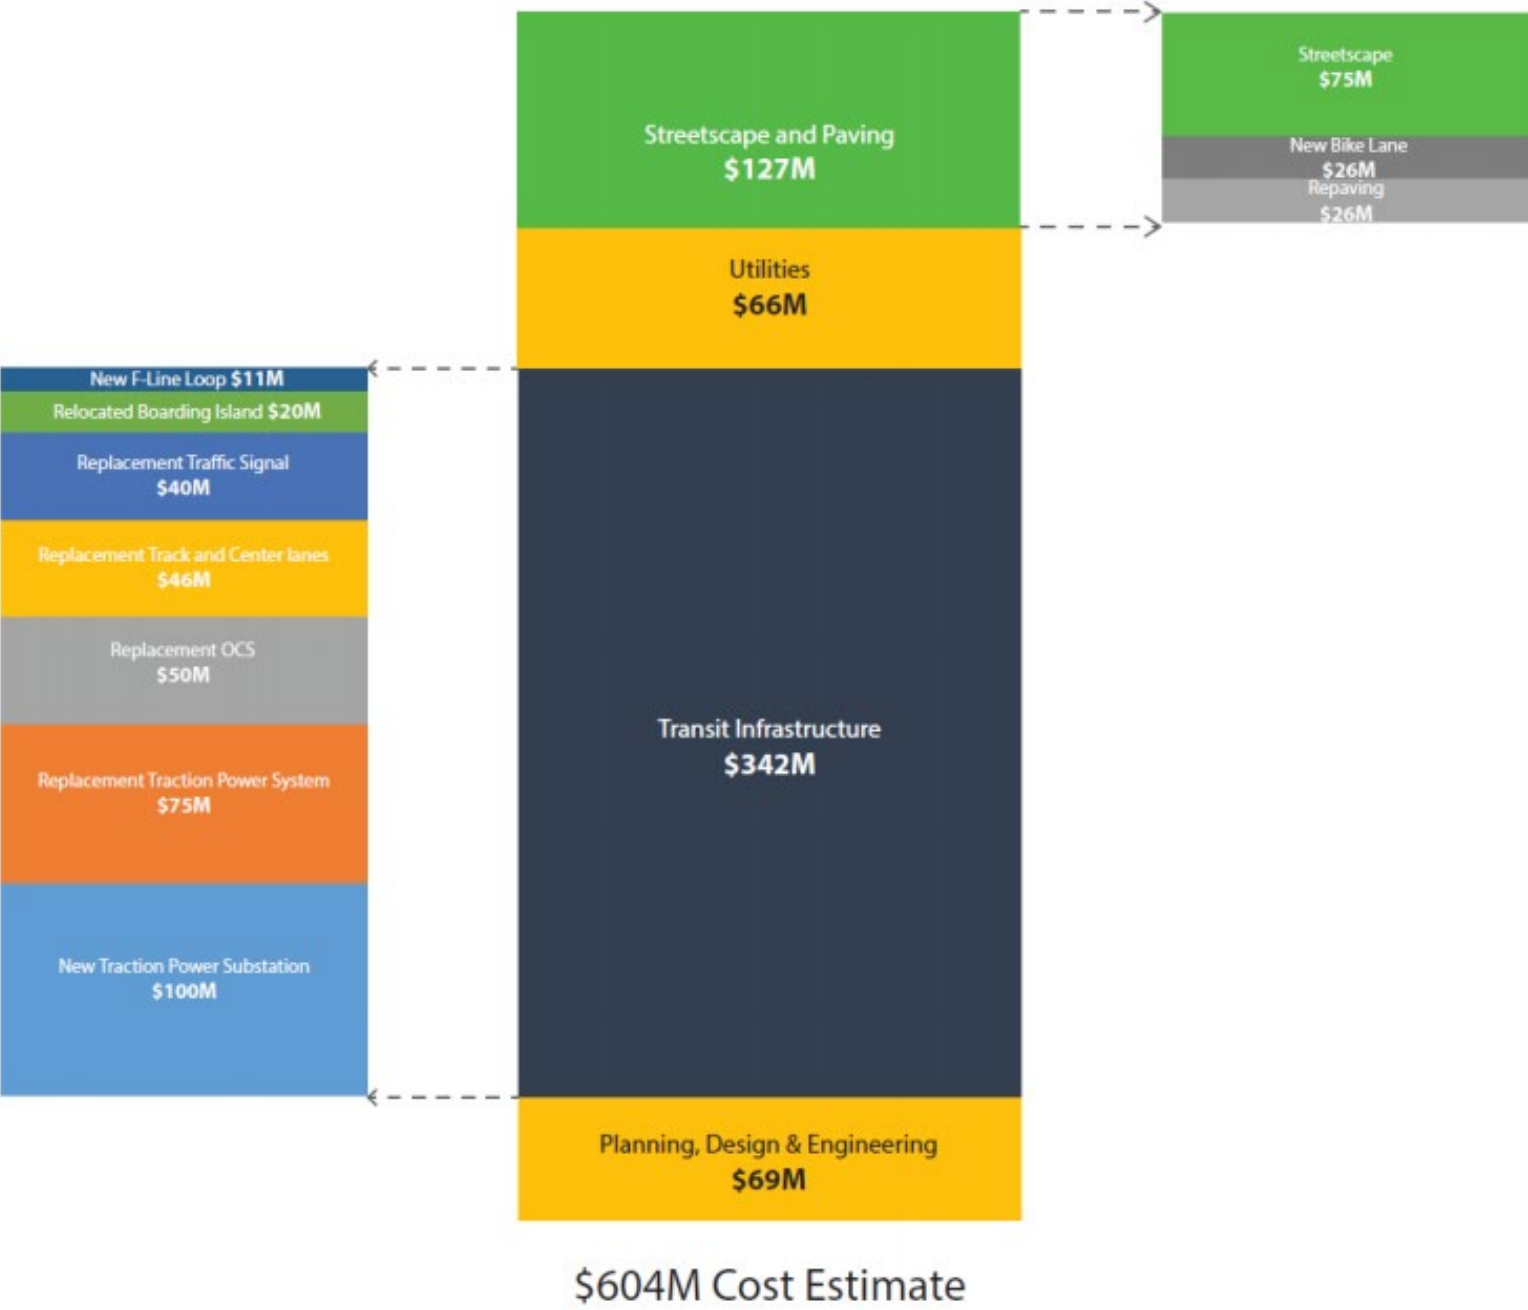 Streetscape and Paving
$127M
Utilities
$66M
Transit Infrastructure
$342M
Planning, Design & Engineering
$69M
Streetscape
$75M
New Bike Lane
$26M
Repaving
$26M
New F-Line Loop $11M
Relocated Boarding Island $20M
Replacement Traffic Signal
$40M
Replacement Track and Center lanes
$46M
Replacement OCS
$50M
Replacement Traction Power System
$75M
New Traction Power Substation
$100M
$604M Cost Estimate